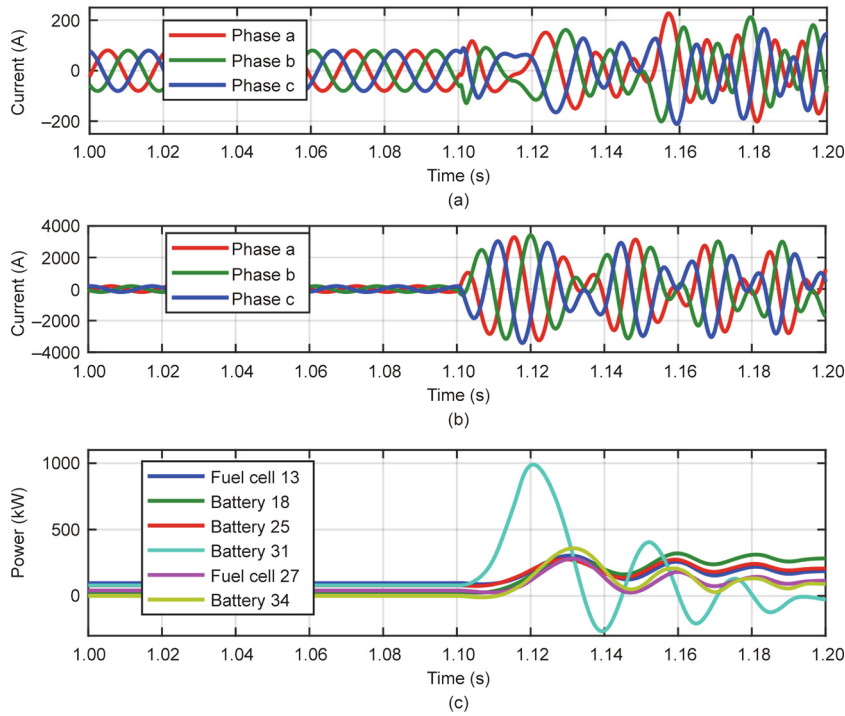 200
0
−200
Current (A)
Phase a
Phase b
Phase c
1.00 1.02 1.04 1.06 1.08 1.10 1.12 1.14 1.16 1.18 1.20
Time (s)
(a)
4000
2000
0
−2000
−4000
Current (A)
Phase a
Phase b
Phase c
1.00 1.02 1.04 1.06 1.08 1.10 1.12 1.14 1.16 1.18 1.20
Time (s)
(b)
1000
500
0
Power (kW)
Fuel cell 13
Battery 18
Battery 25
Battery 31
Fuel cell 27
Battery 34
1.00 1.02 1.04 1.06 1.08 1.10 1.12 1.14 1.16 1.18 1.20
Time (s)
(c)